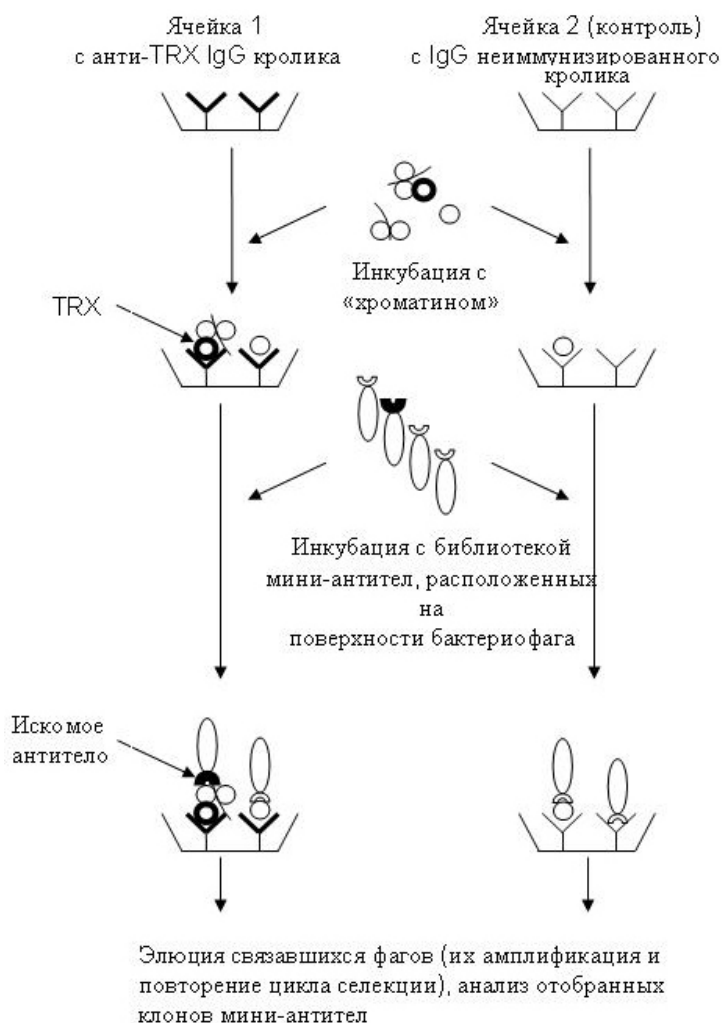 Ячейка 1
с анти-TRX IgG кролика
Ячейка 2 (контроль)
с IgG неиммунизированного
кролика
Инкубация с
«хроматином»
TRX
Инкубация с библиотекой
мини-антител, расположенных
на
поверхности бактериофага
Искомое
антитело
Элюция связавшихся фагов (их амплификация и
повторение цикла селекции), анализ отобранных
клонов мини-антител